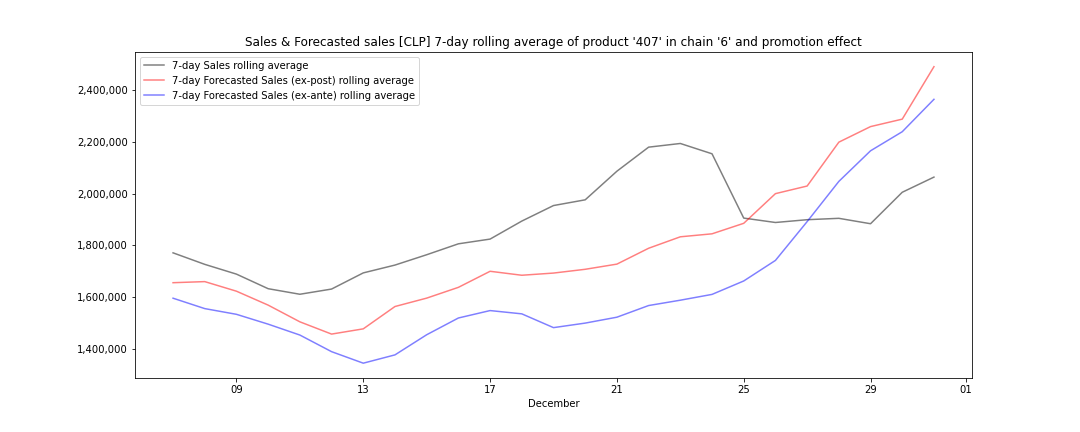 Sales & Forecasted sales [CLP] 7-day rolling average of product '407' in chain '6' and promotion effect
7-day Sales rolling average
7-day Forecasted Sales (ex-post) rolling average
7-day Forecasted Sales (ex-ante) rolling average
2,400,000
2,200,000
2,000,000
1,800,000
1,600,000
1,400,000
09 13 17 21 25 29 01
December